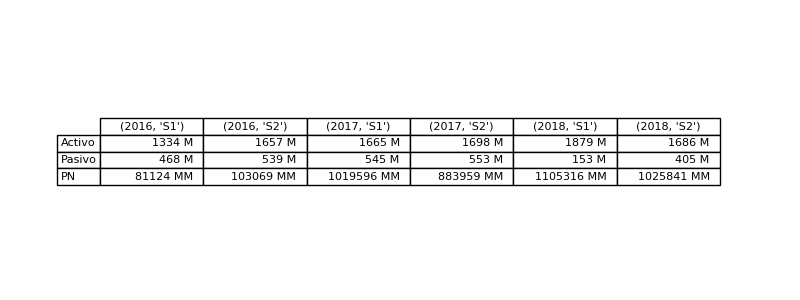 (2016, 'S1') (2016, 'S2') (2017, 'S1') (2017, 'S2') (2018, 'S1') (2018, 'S2')
Activo 1334 M 1657 M 1665 M 1698 M 1879 M 1686 M
Pasivo 468 M 539 M 545 M 553 M 153 M 405 M
PN 81124 MM 103069 MM 1019596 MM 883959 MM 1105316 MM 1025841 MM